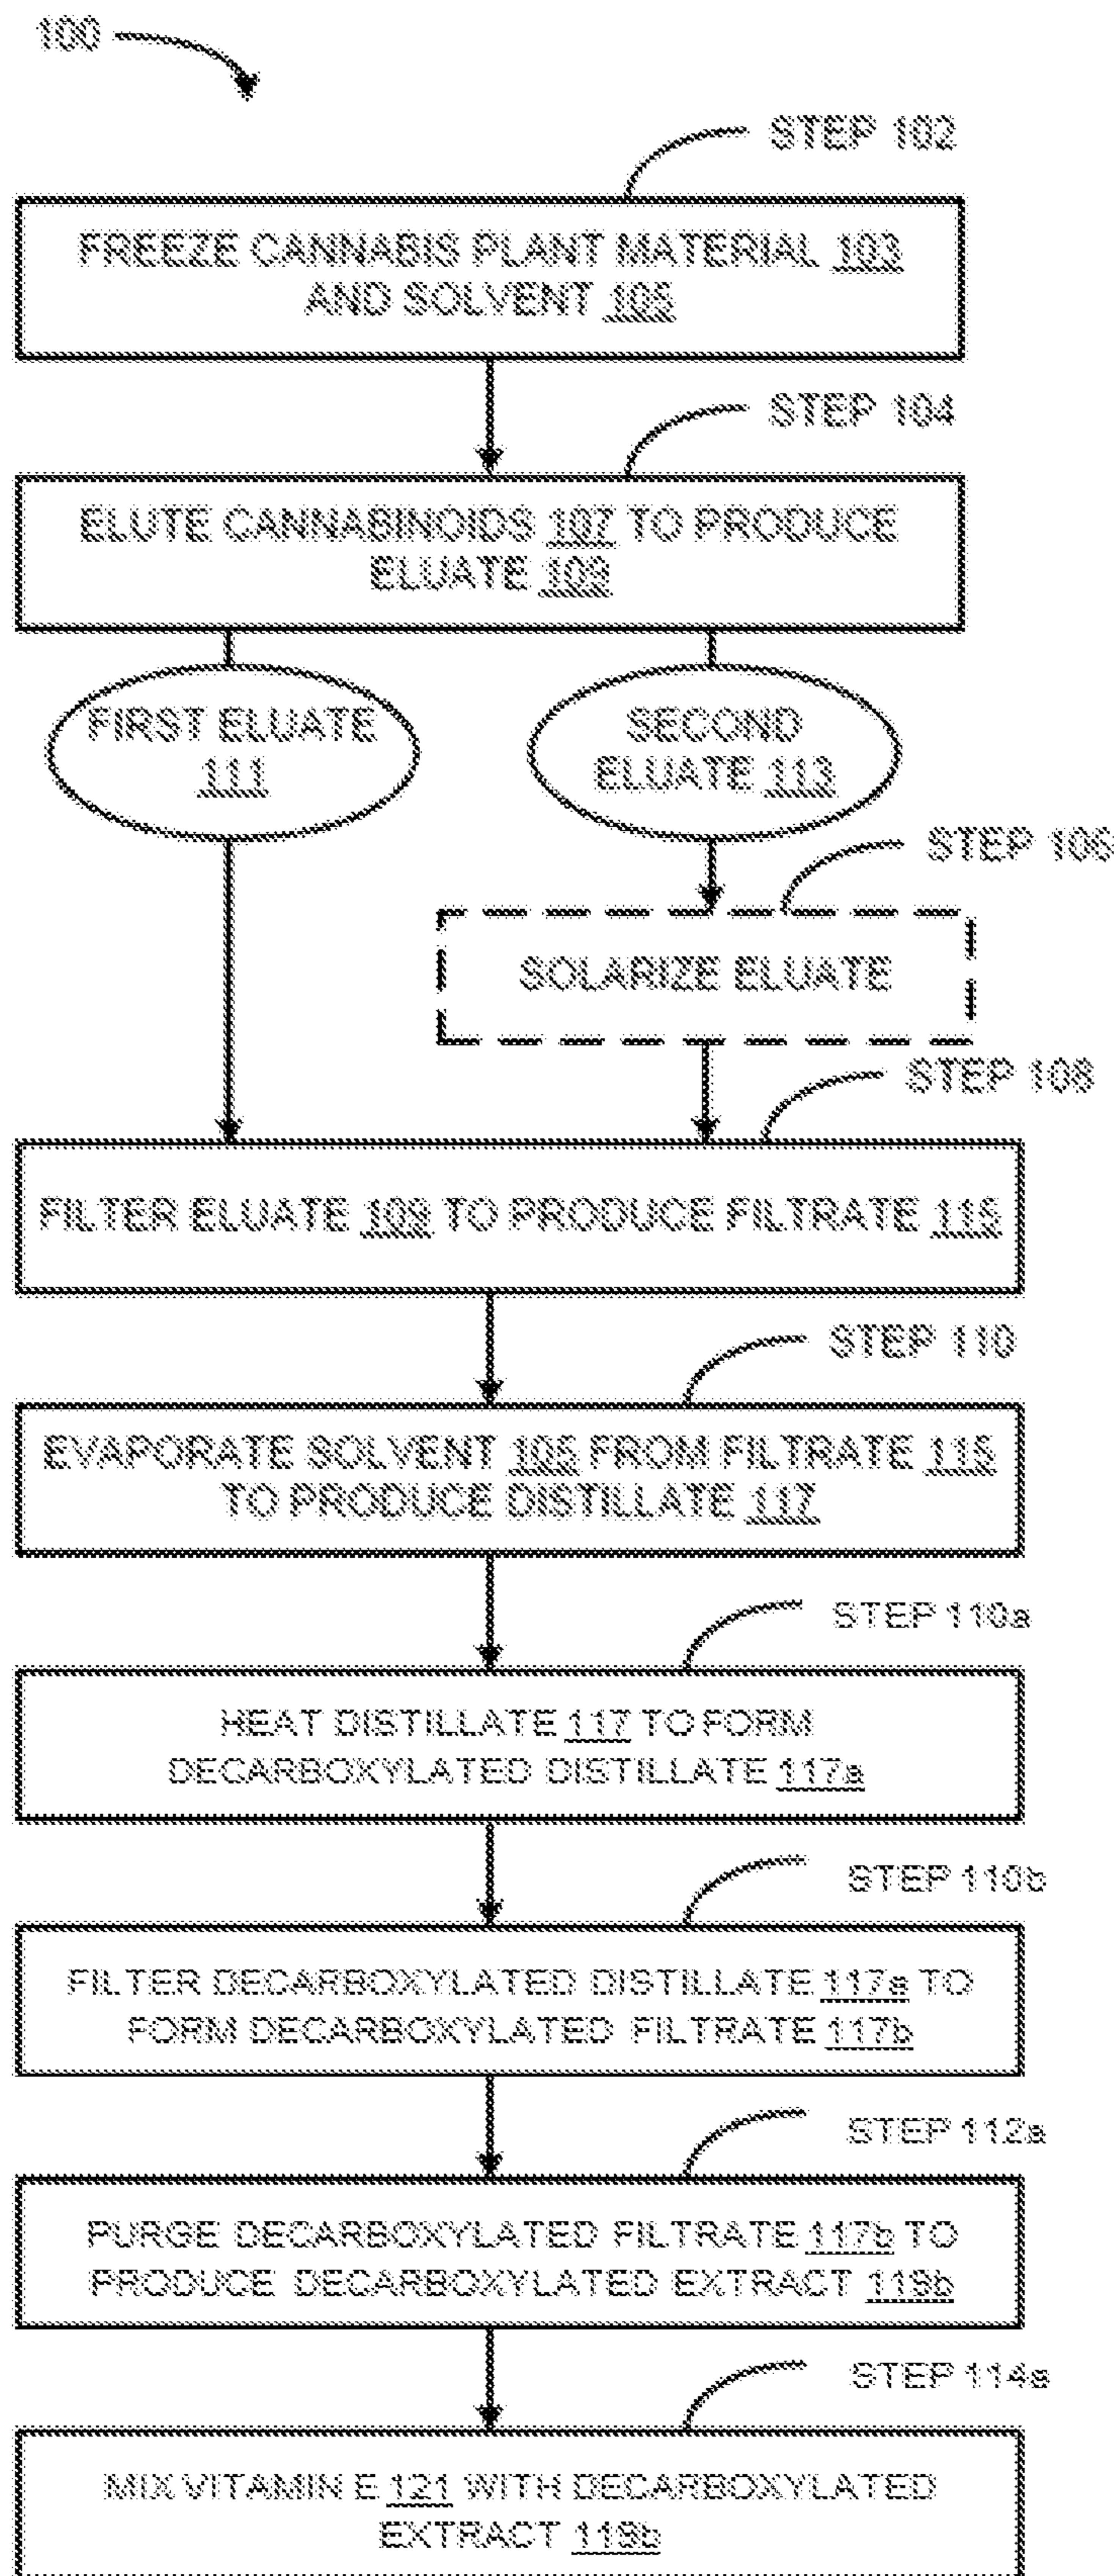 100
STEP 102
FREEZE CANNABIS PLANT MATERIAL 103
AND SOLVENT 105
STEP 104
ELUTE CANNABINOIDS 107 TO PRODUCE
ELUATE 109
FIRST ELUATE
111
SECOND
ELUATE 113
STEP 106
SOLARIZE ELUATE
STEP 108
FILTER ELUATE 109 TO PRODUCE FILTRATE 115
STEP 110
EVAPORATE SOLVENT 105 FROM FILTRATE 115
TO PRODUCE DISTILLATE 117
STEP 110a
HEAT DISTILLATE 117 TO FORM
DECARBOXYLATED DISTILLATE 117a
STEP 110b
FILTER DECARBOXYLATED DISTILLATE 117a TO
FORM DECARBOXYLATED FILTRATE 117b
STEP 112a
PURGE DECARBOXYLATED FILTRATE 117b TO
PRODUCE DECARBOXYLATED EXTRACT 119b
STEP 114a
MIX VITAMIN E 121 WITH DECARBOXYLATED
EXTRACT 119b